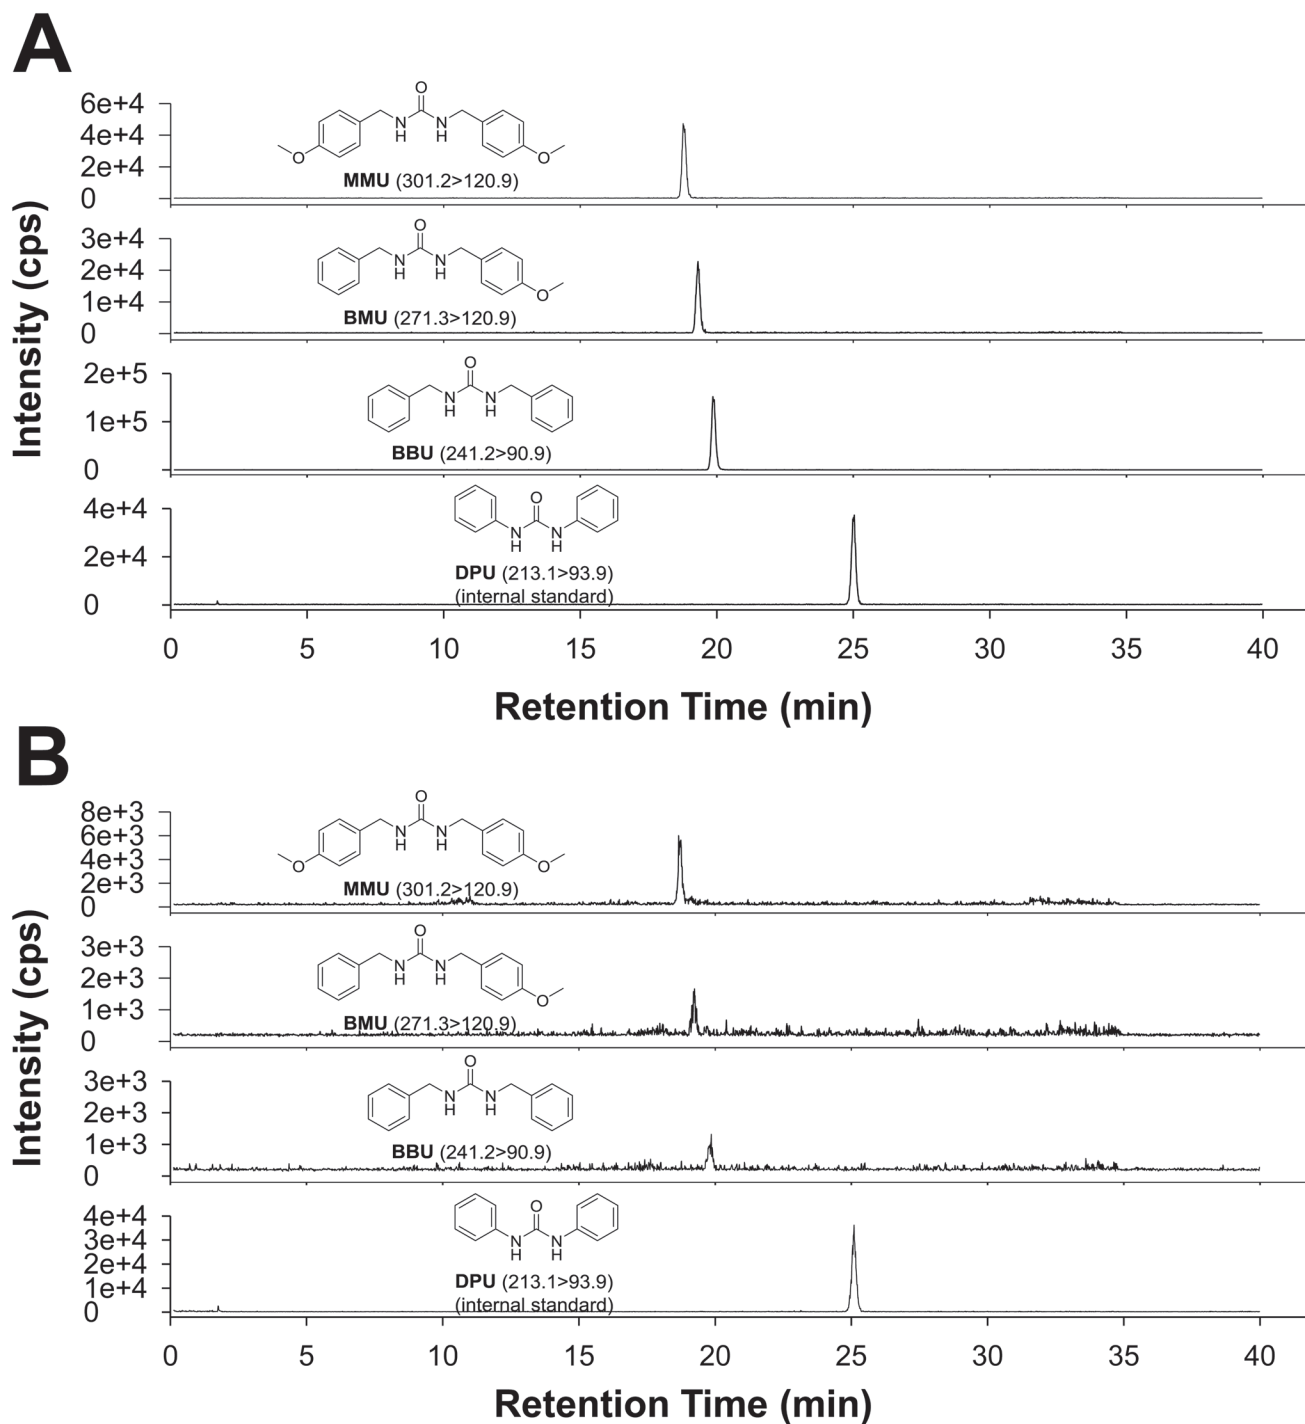 A
Intensity (cps)
6e+4
4e+4
2e+4
0
O
N H
N H
O
O
MMU (301.2>120.9)
3e+4
2e+4
1e+4
0
O
N H
N H
O
BMU (271.3>120.9)
2e+5
1e+5
0
O
N H
N H
BBU (241.2>90.9)
4e+4
2e+4
0
O
N H
N H
DPU (213.1>93.9)
(internal standard)
0 5 10 15 20 25 30 35 40
Retention Time (min)
B
Intensity (cps)
8e+3
6e+3
4e+3
2e+3
0
O
N H
N H
O
O
MMU (301.2>120.9)
3e+3
2e+3
1e+3
0
O
N H
N H
O
BMU (271.3>120.9)
3e+3
2e+3
1e+3
0
O
N H
N H
BBU (241.2>90.9)
4e+4
3e+4
2e+4
1e+4
0
O
N H
N H
DPU (213.1>93.9)
(internal standard)
0 5 10 15 20 25 30 35 40
Retention Time (min)